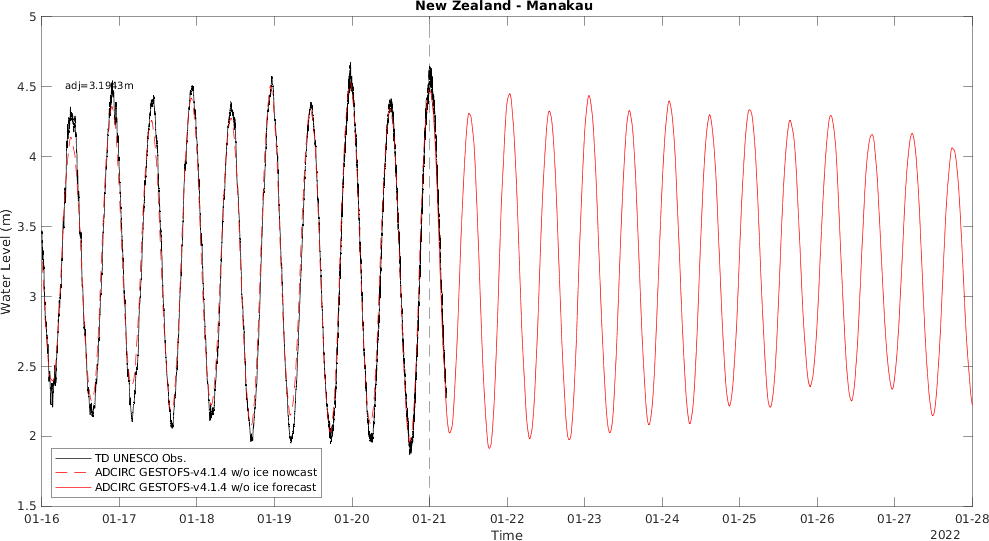 New Zealand - Manakau
5
4.5
4
3.5
3
2.5
2
1.5
Water Level (m)
adj=3.1943m
TD UNESCO Obs.
ADCIRC GESTOFS-v4.1.4 w/o ice nowcast
ADCIRC GESTOFS-v4.1.4 w/o ice forecast
01-16 01-17 01-18 01-19 01-20 01-21 01-22 01-23 01-24 01-25 01-26 01-27 01-28
Time
2022